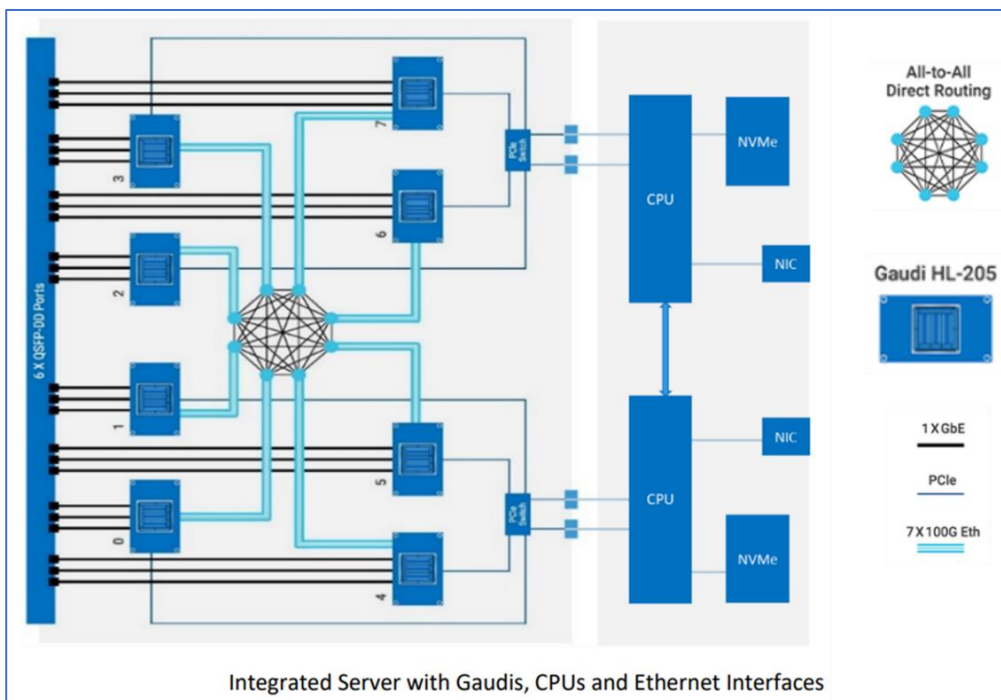 6 X QSFP-DD Ports
3
2
1
0
7
6
5
4
PCIe
Switch
PCIe
Switch
CPU
NVMe
NIC
CPU
NIC
NVMe
All-to-All
Direct Routing
Gaudi HL-205
1 X GbE
PCIe
7 X 100G Eth
Integrated Server with Gaudis, CPUs and Ethernet Interfaces